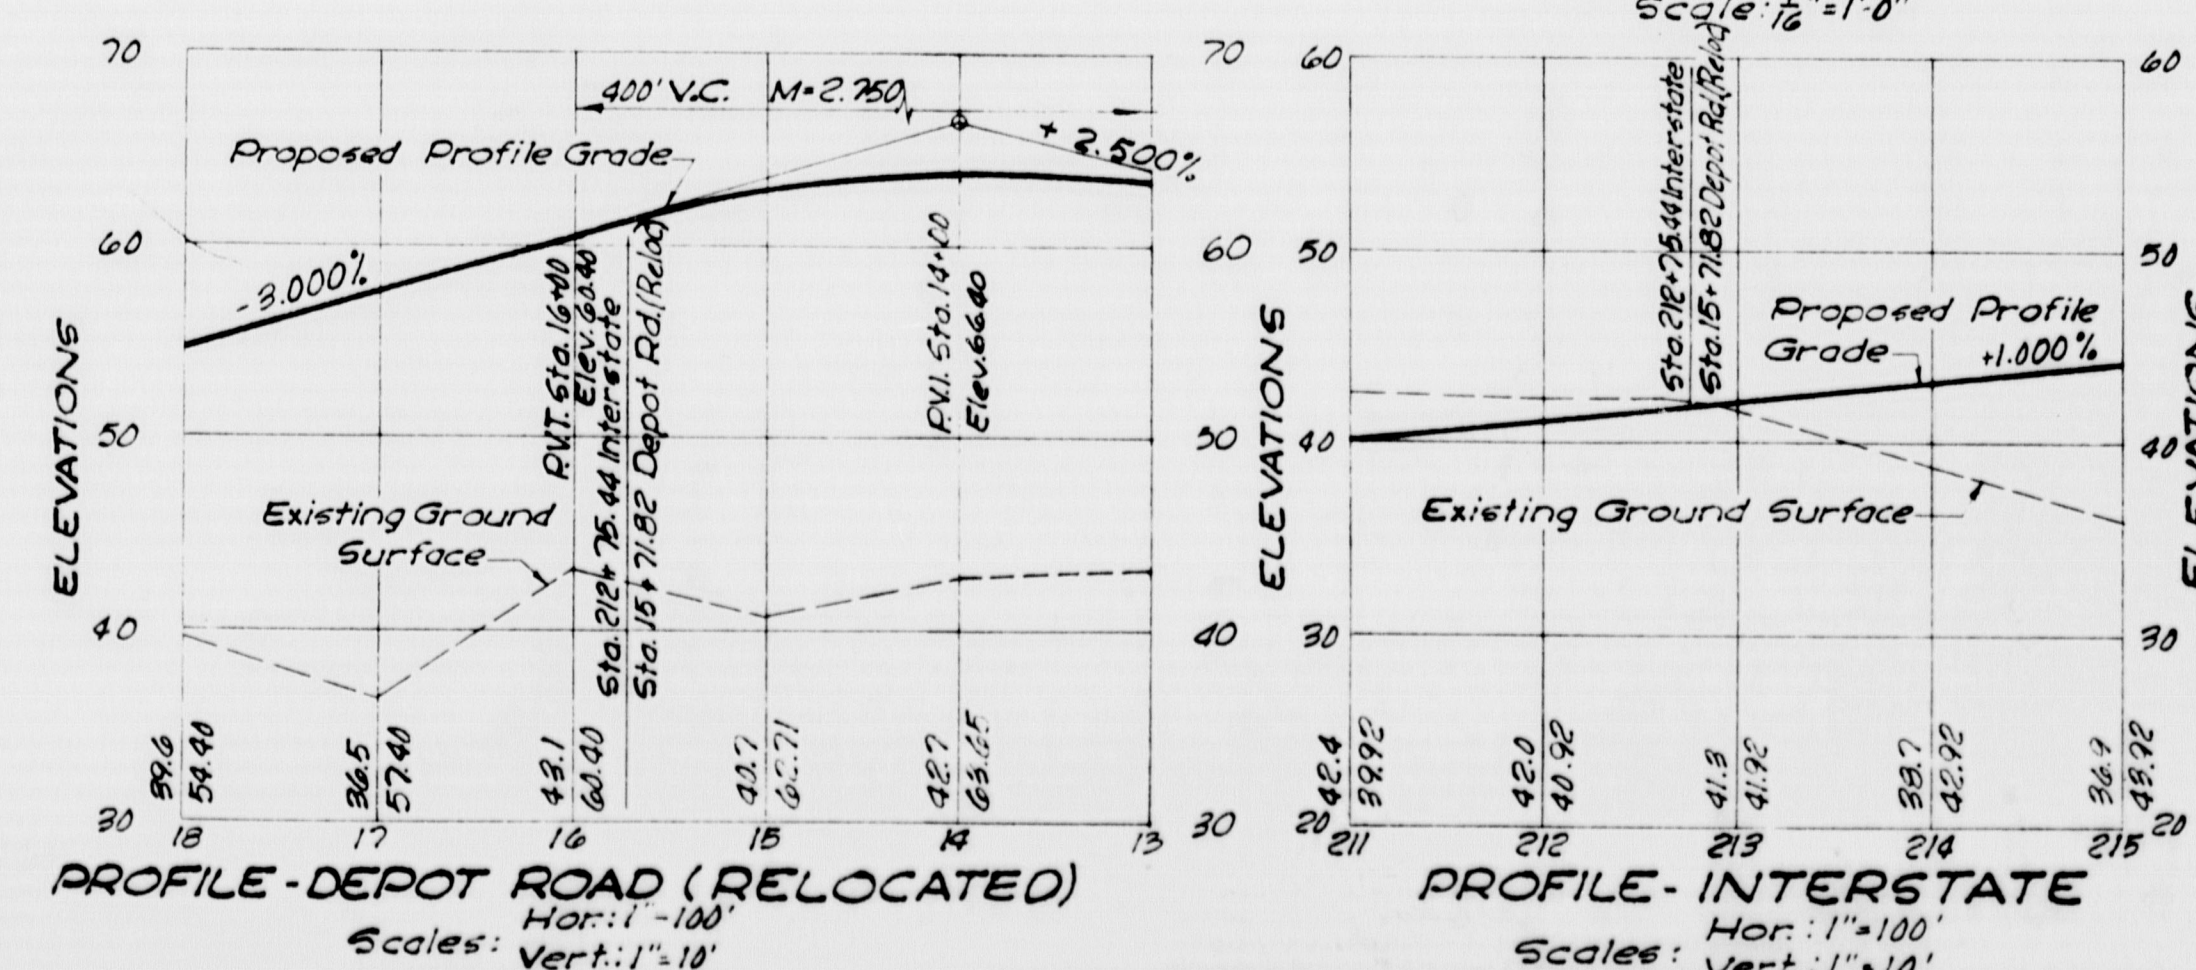 Scale: 1/16" = 1'-0"
70
60
50
40
30
ELEVATIONS
400' V.C. M=2.750
+2.500%
Proposed Profile Grade
-3.000%
P.V.T. Sta. 16+00
Elev. 60.40
Sta. 212+75.44 Interstate
Sta. 15+71.82 Depot Rd. (Reloc)
P.V.I. Sta. 14+00
Elev. 66.40
Existing Ground
Surface
39.6
54.40
36.5
57.40
43.1
60.40
40.7
62.71
42.7
63.65
18 17 16 15 14 13
70
60
50
40
30
PROFILE - DEPOT ROAD (RELOCATED)
Scales: Hor.: 1"=100'
Vert.: 1"=10'
ELEVATIONS
60
50
40
30
20
Sta. 212+75.44 Interstate
Sta. 15+71.82 Depot Rd. (Reloc)
Proposed Profile
Grade
+1.000%
Existing Ground Surface
42.4
39.92
42.0
40.92
41.3
41.92
38.7
42.92
36.9
43.92
211 212 213 214 215
60
50
40
30
20
ELEVATIONS
PROFILE - INTERSTATE
Scales: Hor.: 1"=100'
Vert.: 1"=10'